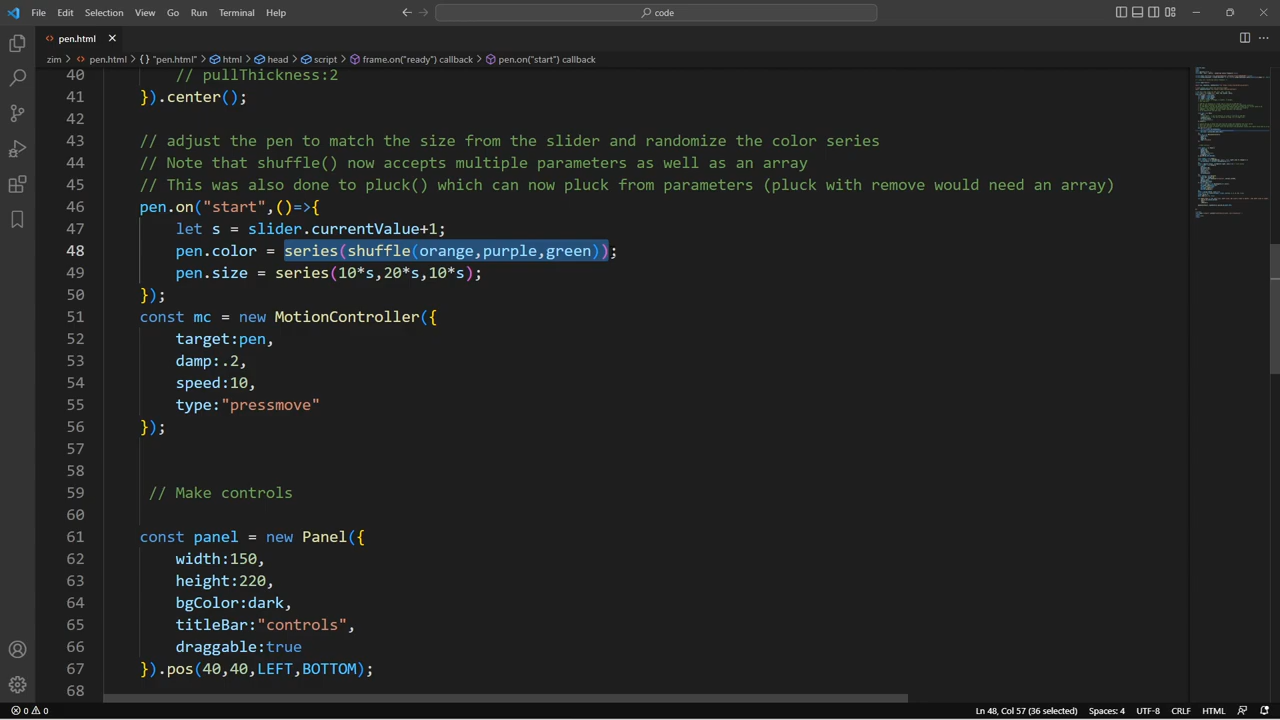 File Edit Selection View Go Run Terminal Help
code
pen.html
zim > pen.html > {} "pen.html" > html > head > script > frame.on("ready") callback > pen.on("start") callback
40 // pullThickness:2
41 }).center();
42
43 // adjust the pen to match the size from the slider and randomize the color series
44 // Note that shuffle() now accepts multiple parameters as well as an array
45 // This was also done to pluck() which can now pluck from parameters (pluck with remove would need an array)
46 pen.on("start",()=>{
47 let s = slider.currentValue+1;
48 pen.color = series(shuffle(orange,purple,green));
49 pen.size = series(10*s,20*s,10*s);
50 });
51 const mc = new MotionController({
52 target:pen,
53 damp:.2,
54 speed:10,
55 type:"pressmove"
56 });
57
58
59 // Make controls
60
61 const panel = new Panel({
62 width:150,
63 height:220,
64 bgColor:dark,
65 titleBar:"controls",
66 draggable:true
67 }).pos(40,40,LEFT,BOTTOM);
68
0 0 Ln 48, Col 57 (36 selected) Spaces: 4 UTF-8 CRLF HTML